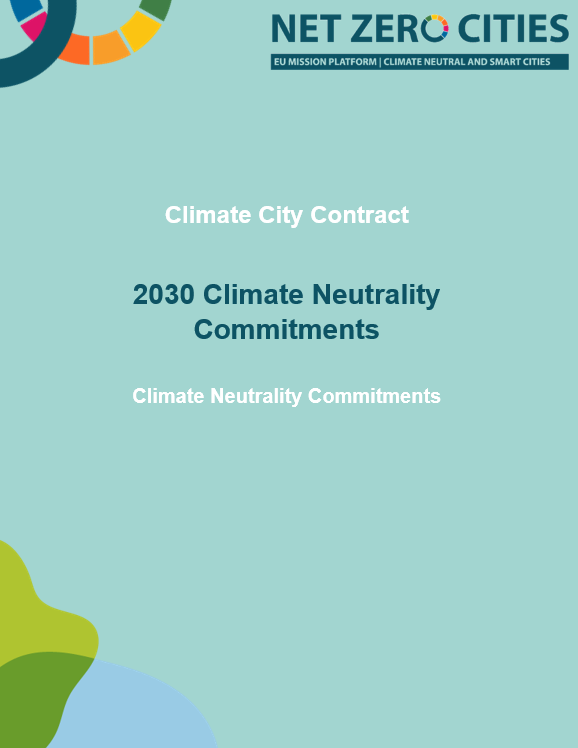 NET ZERO CITIES
EU MISSION PLATFORM | CLIMATE NEUTRAL AND SMART CITIES
Climate City Contract
2030 Climate Neutrality
Commitments
Climate Neutrality Commitments